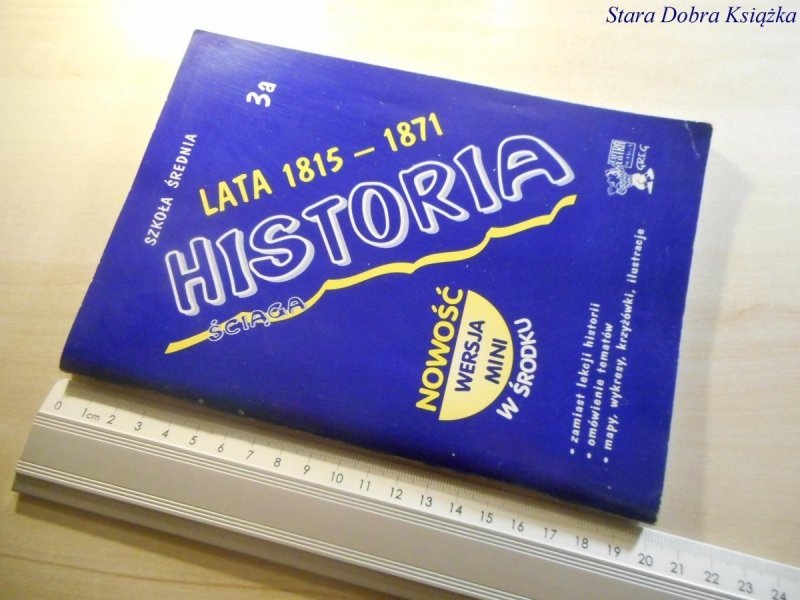 Stara Dobra Książka
SZKOŁA ŚREDNIA
3a
LATA 1815 – 1871
HISTORIA
ŚCIĄGA
NOWOŚĆ
WERSJA
MINI
W ŚRODKU
GREG
• zamiast lekcji historii
• omówienie tematów
• mapy, wykresy, krzyżówki, ilustracje
0 1cm 2 3 4 5 6 7 8 9 10 11 12 13 14 15 16 17 18 19 20 21 22 23 24